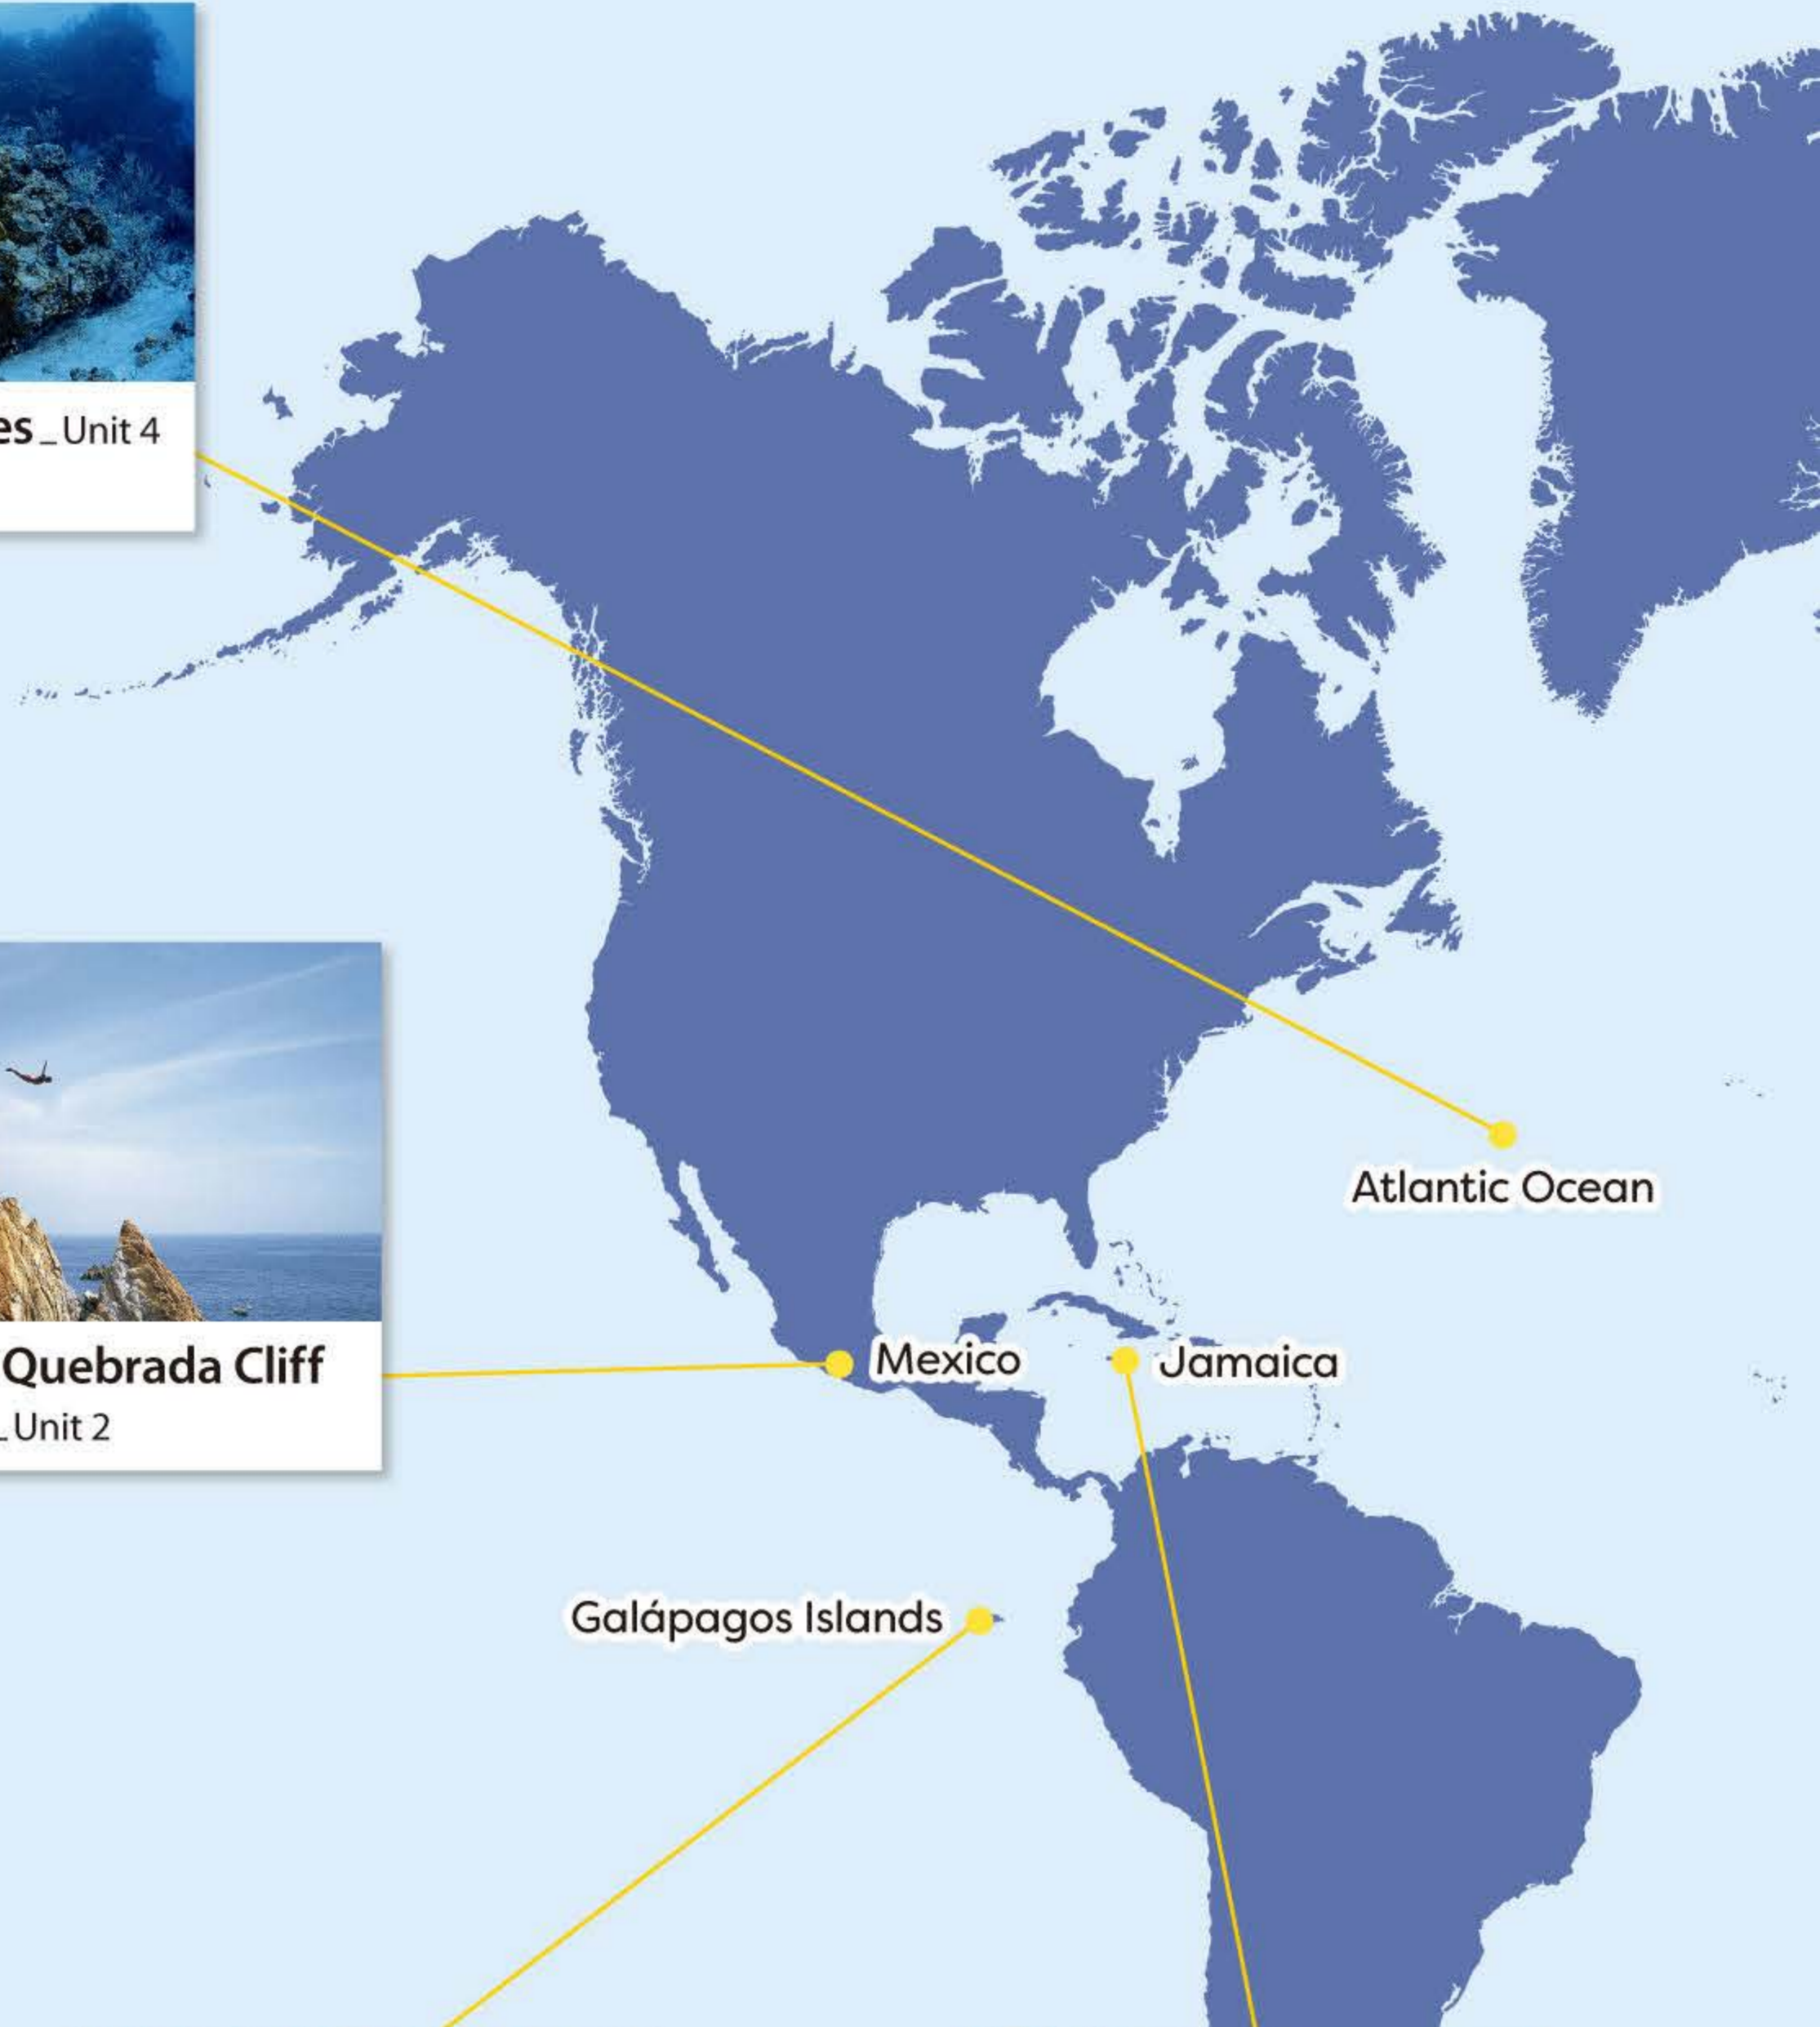 es _ Unit 4
Atlantic Ocean
Quebrada Cliff
_ Unit 2
Mexico
Jamaica
Galápagos Islands